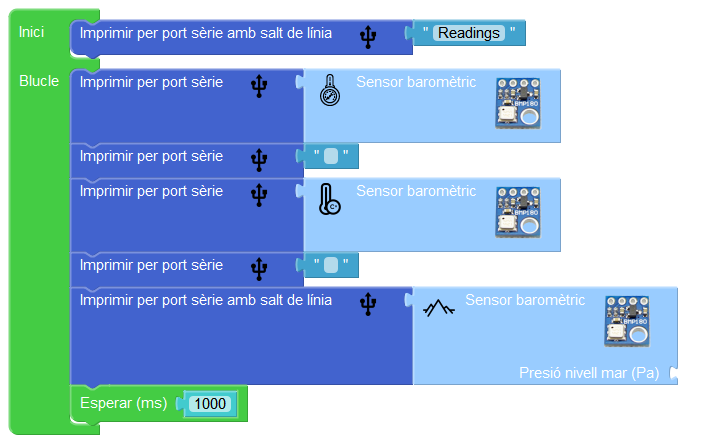 Inici
Imprimir per port sèrie amb salt de línia
" Readings "
Blucle
Imprimir per port sèrie
Sensor baromètric
BMP180
Imprimir per port sèrie
" "
Imprimir per port sèrie
C°
Sensor baromètric
BMP180
Imprimir per port sèrie
" "
Imprimir per port sèrie amb salt de línia
Sensor baromètric
BMP180
Presió nivell mar (Pa)
Esperar (ms)
1000